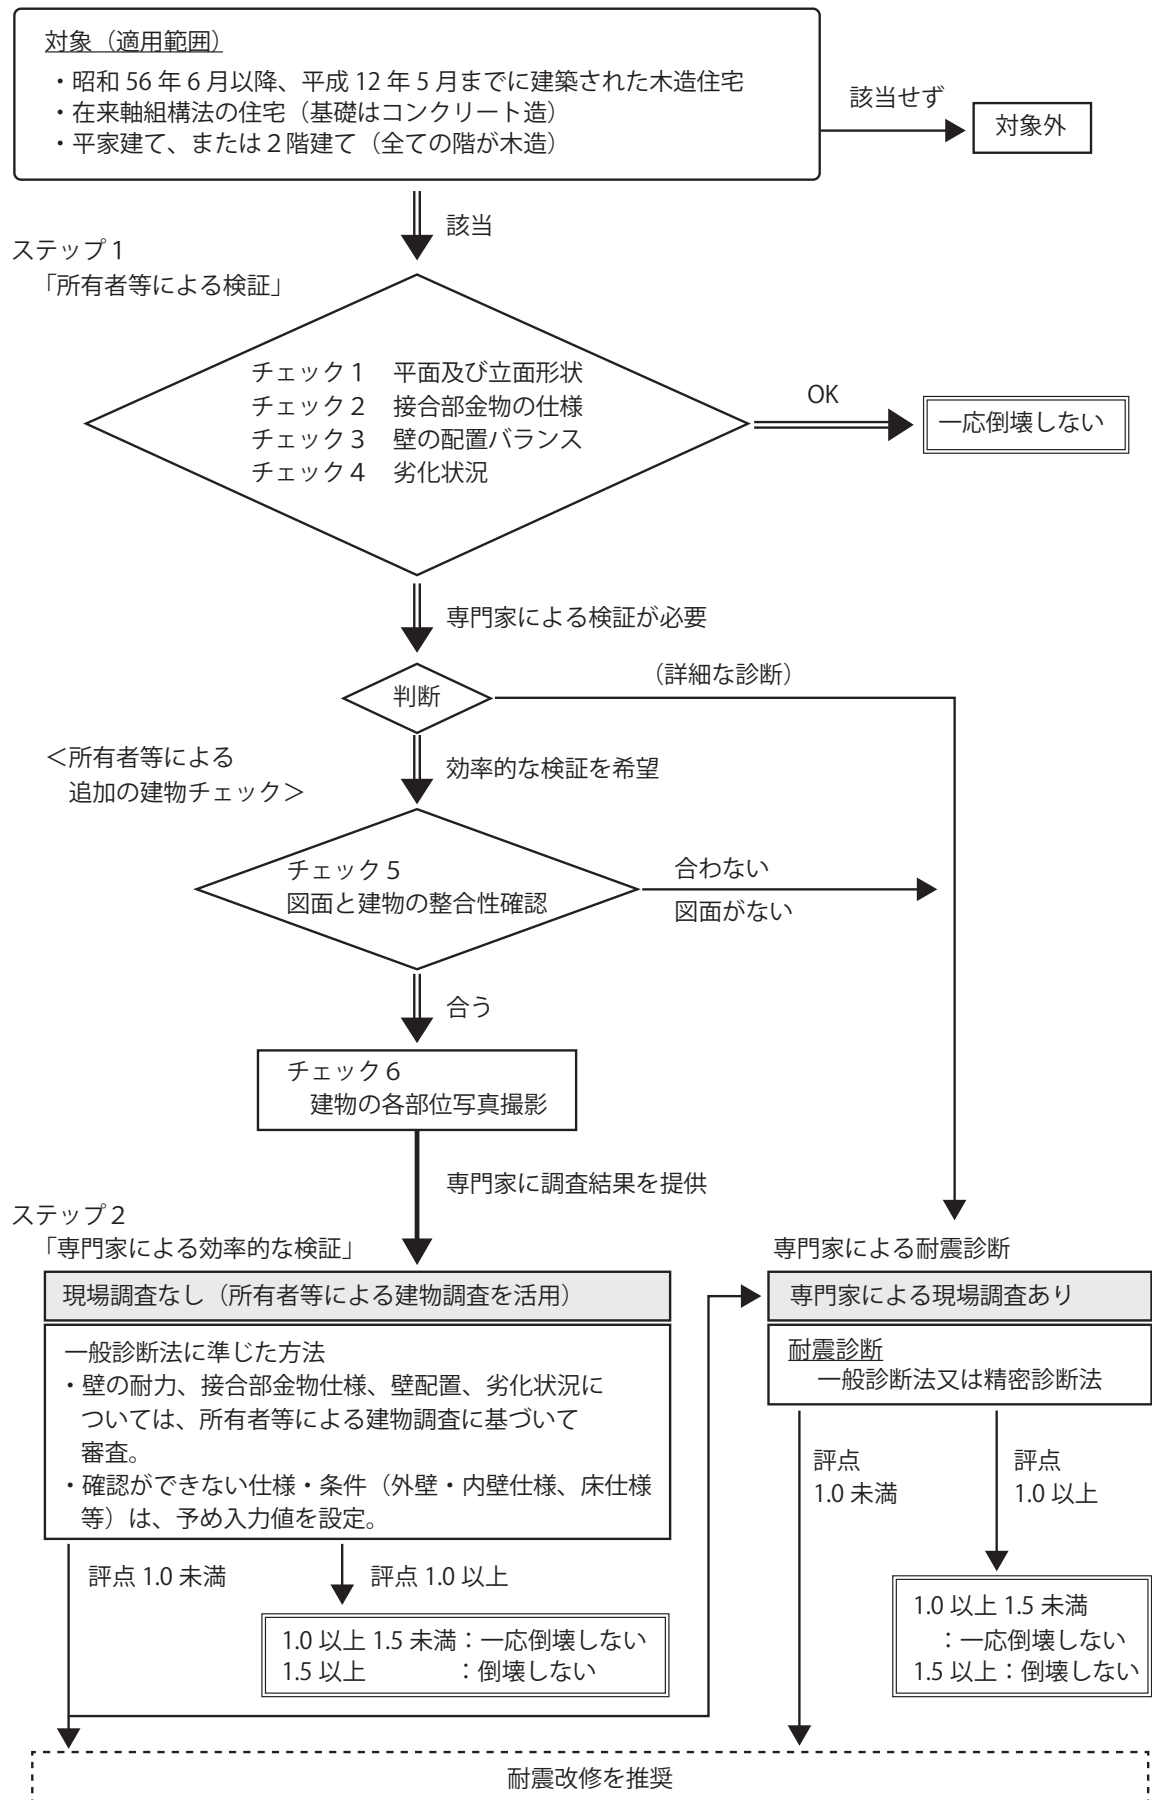 対象（適用範囲）
・昭和 56 年 6 月以降、平成 12 年 5 月までに建築された木造住宅
・在来軸組構法の住宅（基礎はコンクリート造）
・平家建て、または２階建て（全ての階が木造）
該当せず
対象外
該当
ステップ１
「所有者等による検証」
チェック１　平面及び立面形状
チェック２　接合部金物の仕様
チェック３　壁の配置バランス
チェック４　劣化状況
OK
一応倒壊しない
専門家による検証が必要
判断
（詳細な診断）
＜所有者等による
追加の建物チェック＞
効率的な検証を希望
チェック５
図面と建物の整合性確認
合わない
図面がない
合う
チェック６
建物の各部位写真撮影
専門家に調査結果を提供
ステップ２
「専門家による効率的な検証」
現場調査なし（所有者等による建物調査を活用）
一般診断法に準じた方法
・壁の耐力、接合部金物仕様、壁配置、劣化状況に
ついては、所有者等による建物調査に基づいて
審査。
・確認ができない仕様・条件（外壁・内壁仕様、床仕様
等）は、予め入力値を設定。
評点 1.0 未満
評点 1.0 以上
1.0 以上 1.5 未満：一応倒壊しない
1.5 以上　　　　：倒壊しない
専門家による耐震診断
専門家による現場調査あり
耐震診断
一般診断法又は精密診断法
評点
1.0 未満
評点
1.0 以上
1.0 以上 1.5 未満
：一応倒壊しない
1.5 以上：倒壊しない
耐震改修を推奨